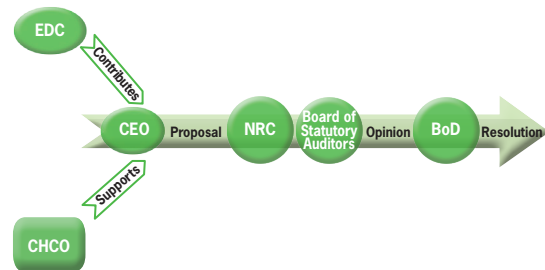 EDC
Contributes
CEO
Proposal
NRC
Board of
Statutory
Auditors
Opinion
BoD
Resolution
Supports
CHCO